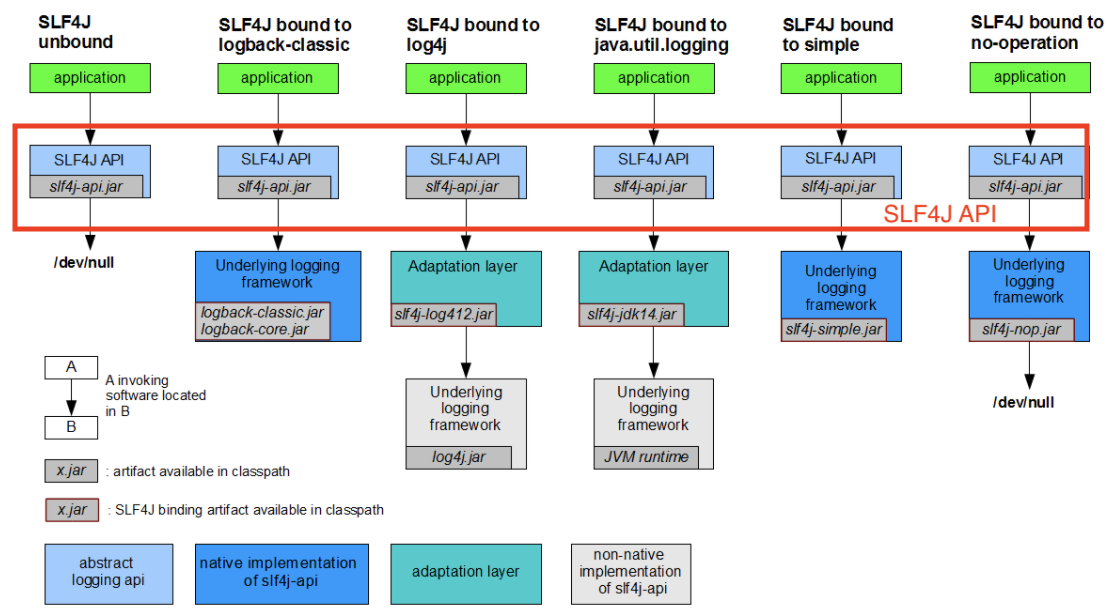 SLF4J
unbound
SLF4J bound to
logback-classic
SLF4J bound to
log4j
SLF4J bound to
java.util.logging
SLF4J bound
to simple
SLF4J bound to
no-operation
application
application
application
application
application
application
SLF4J API
slf4j-api.jar
SLF4J API
slf4j-api.jar
SLF4J API
slf4j-api.jar
SLF4J API
slf4j-api.jar
SLF4J API
slf4j-api.jar
SLF4J API
slf4j-api.jar
SLF4J API
/dev/null
Underlying logging
framework
logback-classic.jar
logback-core.jar
Adaptation layer
slf4j-log412.jar
Adaptation layer
slf4j-jdk14.jar
Underlying
logging
framework
slf4j-simple.jar
Underlying
logging
framework
slf4j-nop.jar
Underlying
logging
framework
log4j.jar
Underlying
logging
framework
JVM runtime
/dev/null
A
B
A invoking
software located
in B
x.jar : artifact available in classpath
x.jar : SLF4J binding artifact available in classpath
abstract
logging api
native implementation
of slf4j-api
adaptation layer
non-native
implementation
of slf4j-api